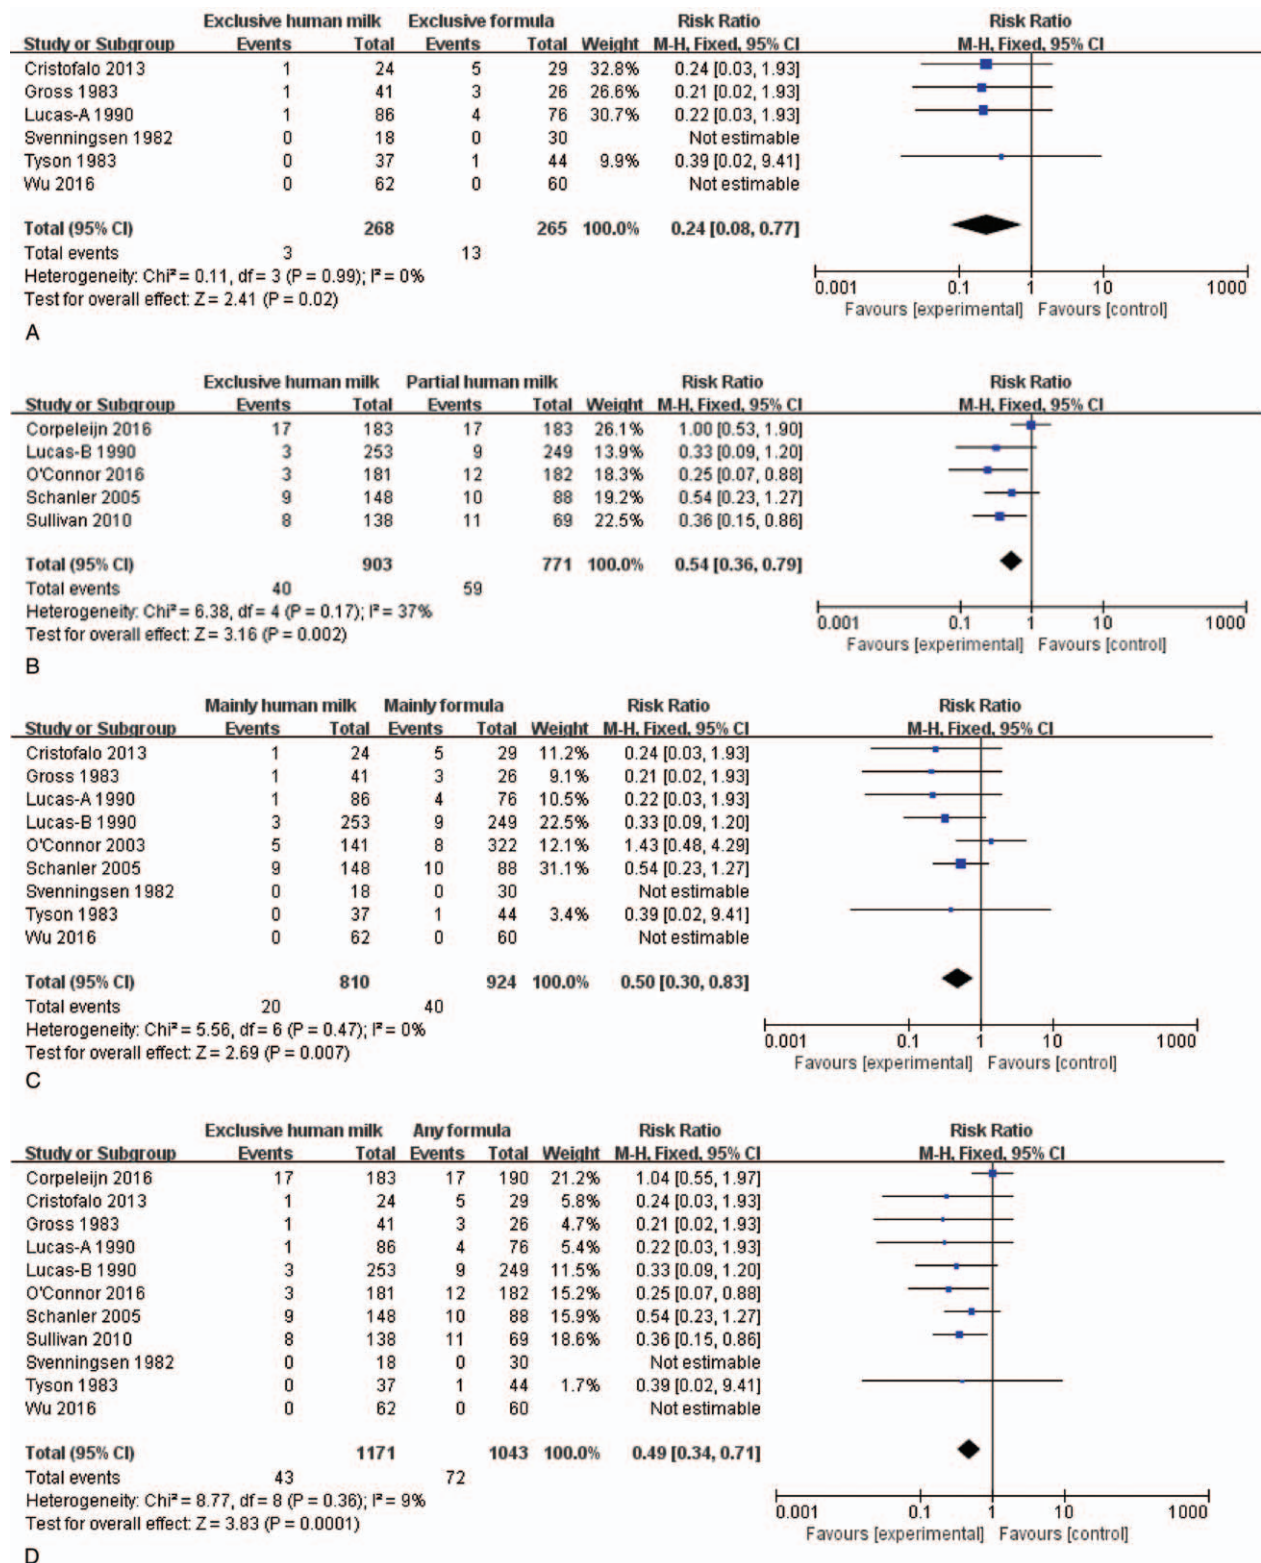 Exclusive human milk Exclusive formula Risk Ratio Risk Ratio
Study or Subgroup Events Total Events Total Weight M-H, Fixed, 95% CI M-H, Fixed, 95% CI
Cristofalo 2013 1 24 5 29 32.8% 0.24 [0.03, 1.93]
Gross 1983 1 41 3 26 26.6% 0.21 [0.02, 1.93]
Lucas-A 1990 1 86 4 76 30.7% 0.22 [0.03, 1.93]
Svenningsen 1982 0 18 0 30 Not estimable
Tyson 1983 0 37 1 44 9.9% 0.39 [0.02, 9.41]
Wu 2016 0 62 0 60 Not estimable
Total (95% CI) 268 265 100.0% 0.24 [0.08, 0.77]
Total events 3 13
Heterogeneity: Chi² = 0.11, df = 3 (P = 0.99); I² = 0%
Test for overall effect: Z = 2.41 (P = 0.02)
0.001 0.1 1 10 1000
Favours [experimental] Favours [control]
A
Exclusive human milk Partial human milk Risk Ratio Risk Ratio
Study or Subgroup Events Total Events Total Weight M-H, Fixed, 95% CI M-H, Fixed, 95% CI
Corpeleijn 2016 17 183 17 183 26.1% 1.00 [0.53, 1.90]
Lucas-B 1990 3 253 9 249 13.9% 0.33 [0.09, 1.20]
O'Connor 2016 3 181 12 182 18.3% 0.25 [0.07, 0.88]
Schanler 2005 9 148 10 88 19.2% 0.54 [0.23, 1.27]
Sullivan 2010 8 138 11 69 22.5% 0.36 [0.15, 0.86]
Total (95% CI) 903 771 100.0% 0.54 [0.36, 0.79]
Total events 40 59
Heterogeneity: Chi² = 6.38, df = 4 (P = 0.17); I² = 37%
Test for overall effect: Z = 3.16 (P = 0.002)
0.001 0.1 1 10 1000
Favours [experimental] Favours [control]
B
Mainly human milk Mainly formula Risk Ratio Risk Ratio
Study or Subgroup Events Total Events Total Weight M-H, Fixed, 95% CI M-H, Fixed, 95% CI
Cristofalo 2013 1 24 5 29 11.2% 0.24 [0.03, 1.93]
Gross 1983 1 41 3 26 9.1% 0.21 [0.02, 1.93]
Lucas-A 1990 1 86 4 76 10.5% 0.22 [0.03, 1.93]
Lucas-B 1990 3 253 9 249 22.5% 0.33 [0.09, 1.20]
O'Connor 2003 5 141 8 322 12.1% 1.43 [0.48, 4.29]
Schanler 2005 9 148 10 88 31.1% 0.54 [0.23, 1.27]
Svenningsen 1982 0 18 0 30 Not estimable
Tyson 1983 0 37 1 44 3.4% 0.39 [0.02, 9.41]
Wu 2016 0 62 0 60 Not estimable
Total (95% CI) 810 924 100.0% 0.50 [0.30, 0.83]
Total events 20 40
Heterogeneity: Chi² = 5.56, df = 6 (P = 0.47); I² = 0%
Test for overall effect: Z = 2.69 (P = 0.007)
0.001 0.1 1 10 1000
Favours [experimental] Favours [control]
C
Exclusive human milk Any formula Risk Ratio Risk Ratio
Study or Subgroup Events Total Events Total Weight M-H, Fixed, 95% CI M-H, Fixed, 95% CI
Corpeleijn 2016 17 183 17 190 21.2% 1.04 [0.55, 1.97]
Cristofalo 2013 1 24 5 29 5.8% 0.24 [0.03, 1.93]
Gross 1983 1 41 3 26 4.7% 0.21 [0.02, 1.93]
Lucas-A 1990 1 86 4 76 5.4% 0.22 [0.03, 1.93]
Lucas-B 1990 3 253 9 249 11.5% 0.33 [0.09, 1.20]
O'Connor 2016 3 181 12 182 15.2% 0.25 [0.07, 0.88]
Schanler 2005 9 148 10 88 15.9% 0.54 [0.23, 1.27]
Sullivan 2010 8 138 11 69 18.6% 0.36 [0.15, 0.86]
Svenningsen 1982 0 18 0 30 Not estimable
Tyson 1983 0 37 1 44 1.7% 0.39 [0.02, 9.41]
Wu 2016 0 62 0 60 Not estimable
Total (95% CI) 1171 1043 100.0% 0.49 [0.34, 0.71]
Total events 43 72
Heterogeneity: Chi² = 8.77, df = 8 (P = 0.36); I² = 9%
Test for overall effect: Z = 3.83 (P = 0.0001)
0.001 0.1 1 10 1000
Favours [experimental] Favours [control]
D